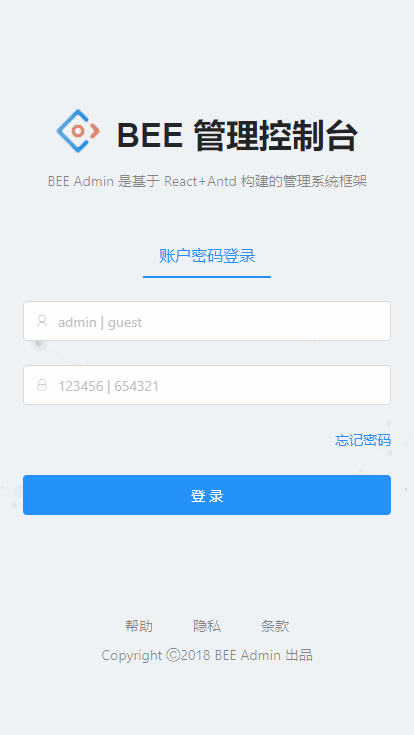 BEE 管理控制台
BEE Admin 是基于 React+Antd 构建的管理系统框架
账户密码登录
admin | guest
123456 | 654321
忘记密码
登 录
帮助 隐私 条款
Copyright ⓒ2018 BEE Admin 出品